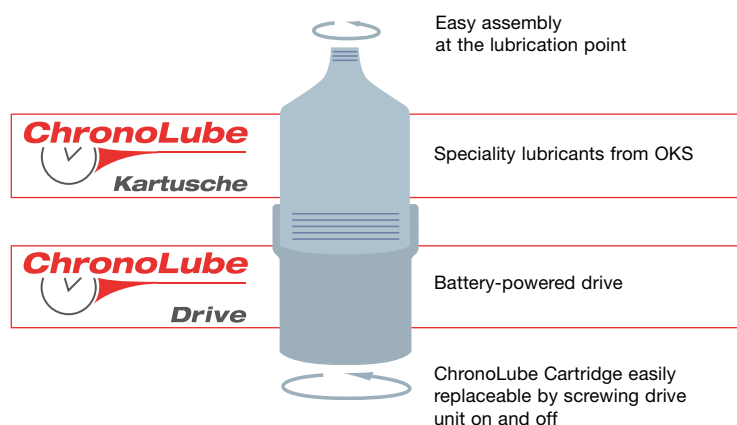 Easy assembly
at the lubrication point
ChronoLube
Kartusche
Speciality lubricants from OKS
ChronoLube
Drive
Battery-powered drive
ChronoLube Cartridge easily
replaceable by screwing drive
unit on and off